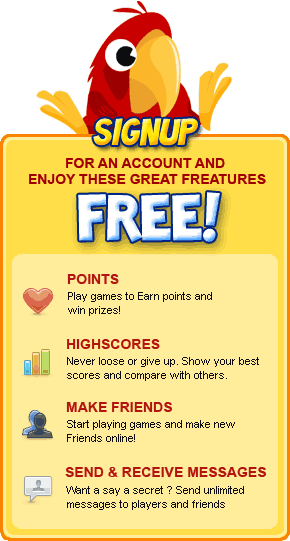 SIGNUP
FOR AN ACCOUNT AND
ENJOY THESE GREAT FREATURES
FREE!
POINTS
Play games to Earn points and
win prizes!
HIGHSCORES
Never loose or give up. Show your best
scores and compare with others.
MAKE FRIENDS
Start playing games and make new
Friends online!
SEND & RECEIVE MESSAGES
Want a say a secret ? Send unlimited
messages to players and friends